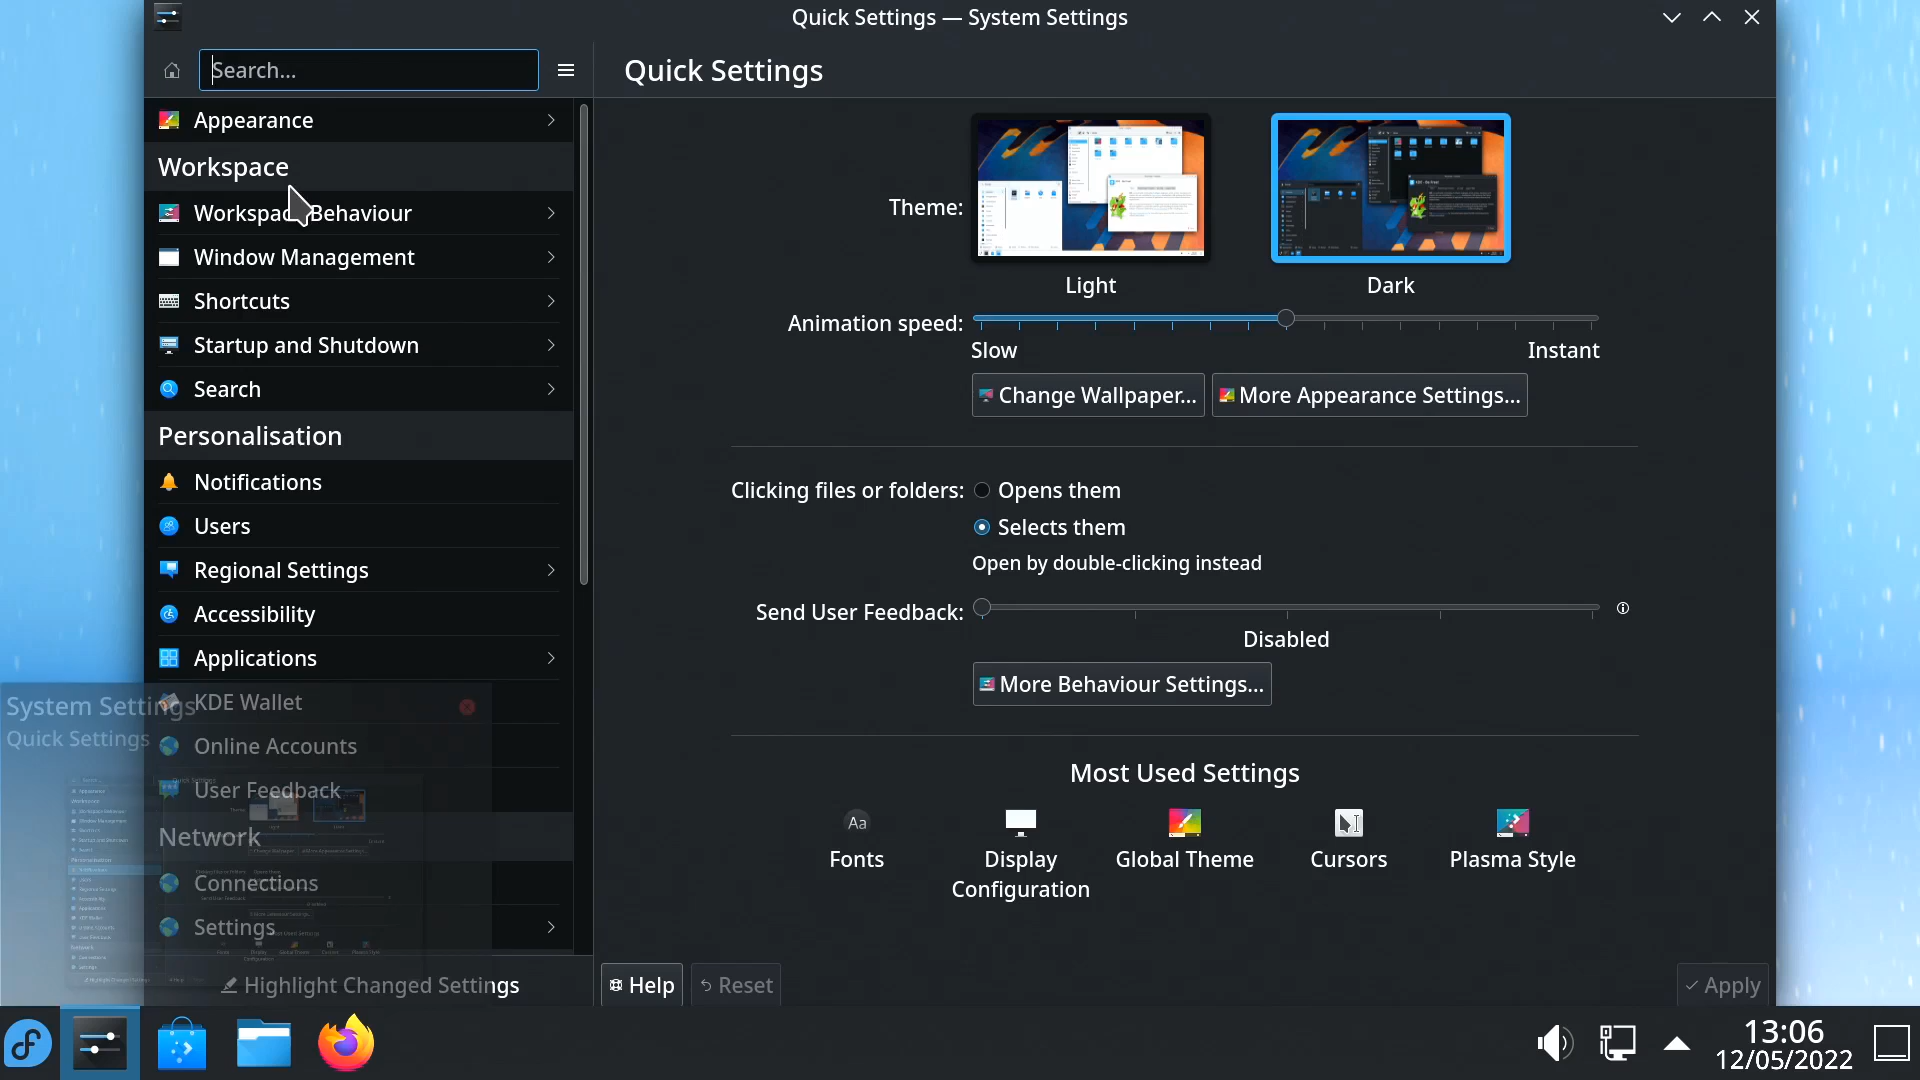 Quick Settings — System Settings
Search...
Quick Settings
Appearance
Workspace
Workspace Behaviour
Window Management
Shortcuts
Startup and Shutdown
Search
Personalisation
Notifications
Users
Regional Settings
Accessibility
Applications
KDE Wallet
Online Accounts
User Feedback
Network
Connections
Settings
Highlight Changed Settings
System Settings
Quick Settings
Theme:
Light
Dark
Animation speed:
Slow
Instant
Change Wallpaper...
More Appearance Settings...
Clicking files or folders:
Opens them
Selects them
Open by double-clicking instead
Send User Feedback:
Disabled
More Behaviour Settings...
Most Used Settings
Aa
Fonts
Display
Configuration
Global Theme
Cursors
Plasma Style
Help
Reset
Apply
13:06
12/05/2022